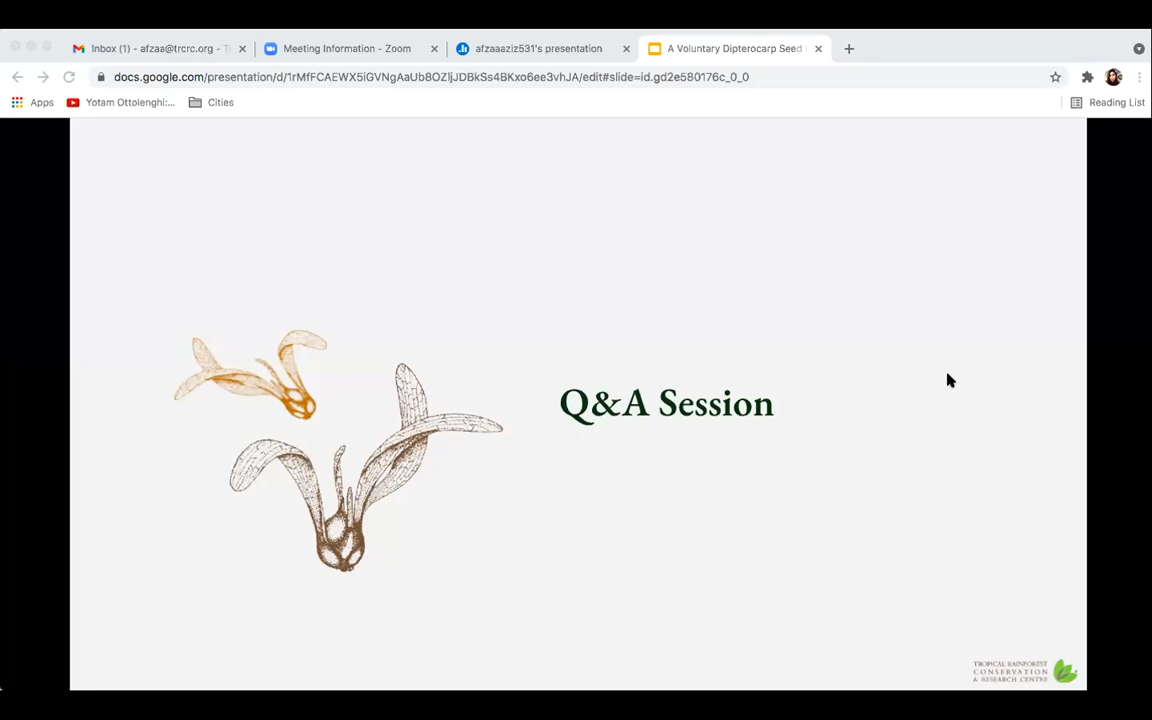 Inbox (1) - afzaa@trcrc.org - T
Meeting Information - Zoom
afzaaaziz531's presentation
A Voluntary Dipterocarp Seed
docs.google.com/presentation/d/1rMfFCAEWX5iGVNgAaUb8OZljJDBkSs4BKxo6ee3vhJA/edit#slide=id.gd2e580176c_0_0
Apps
Yotam Ottolenghi:...
Cities
Reading List
Q&A Session
TROPICAL RAINFOREST
CONSERVATION
& RESEARCH CENTRE